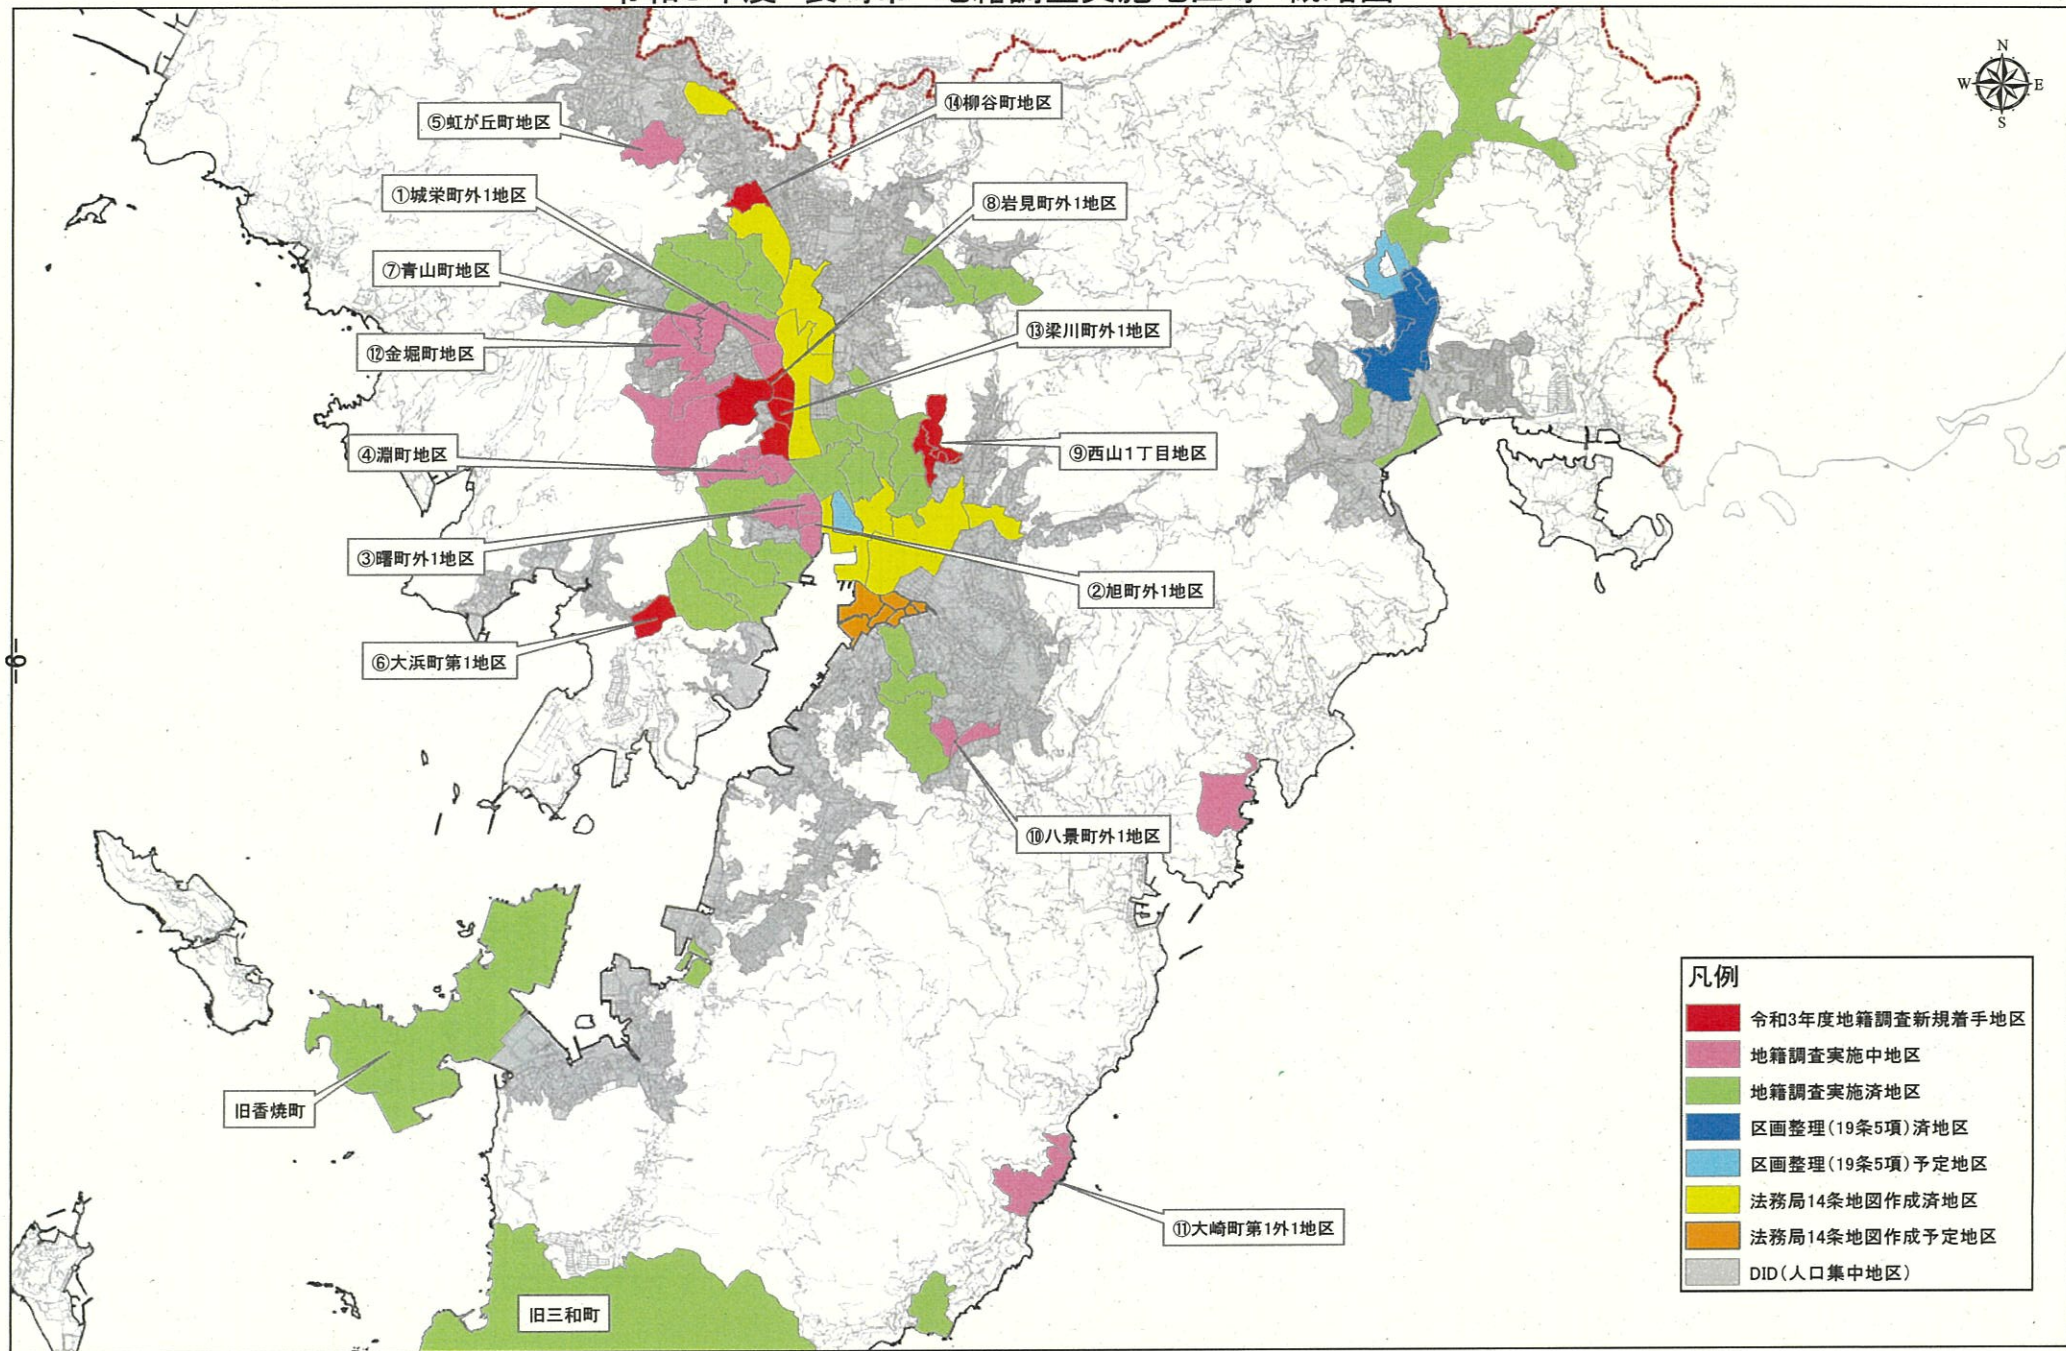 N
W E
S
⑭柳谷町地区
⑤虹が丘町地区
①城栄町外1地区
⑧岩見町外1地区
⑦青山町地区
⑬梁川町外1地区
⑫金堀町地区
④淵町地区
⑨西山1丁目地区
③曙町外1地区
②旭町外1地区
⑥大浜町第1地区
-6-
⑩八景町外1地区
旧香焼町
⑪大崎町第1外1地区
旧三和町
凡例
令和3年度地籍調査新規着手地区
地籍調査実施中地区
地籍調査実施済地区
区画整理(19条5項)済地区
区画整理(19条5項)予定地区
法務局14条地図作成済地区
法務局14条地図作成予定地区
DID(人口集中地区)